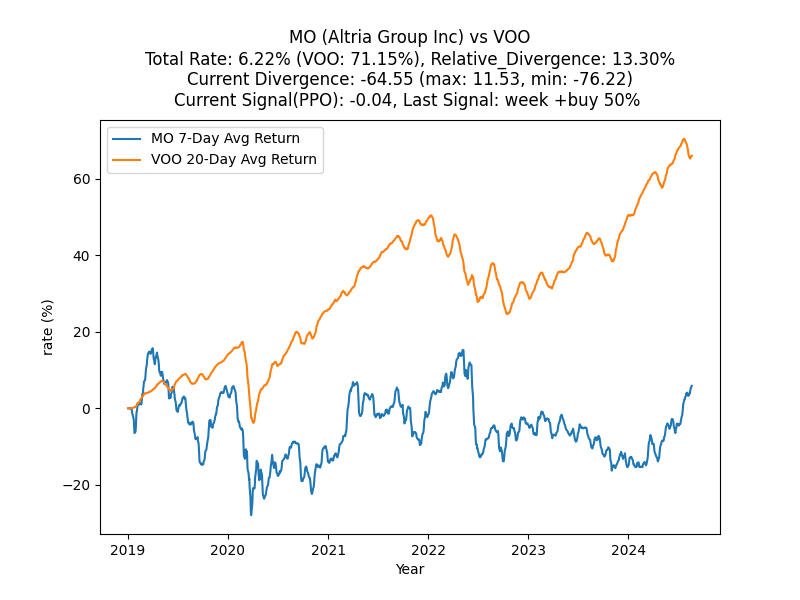 MO (Altria Group Inc) vs VOO
Total Rate: 6.22% (VOO: 71.15%), Relative_Divergence: 13.30%
Current Divergence: -64.55 (max: 11.53, min: -76.22)
Current Signal(PPO): -0.04, Last Signal: week +buy 50%
MO 7-Day Avg Return
VOO 20-Day Avg Return
60
40
20
0
−20
rate (%)
2019 2020 2021 2022 2023 2024
Year